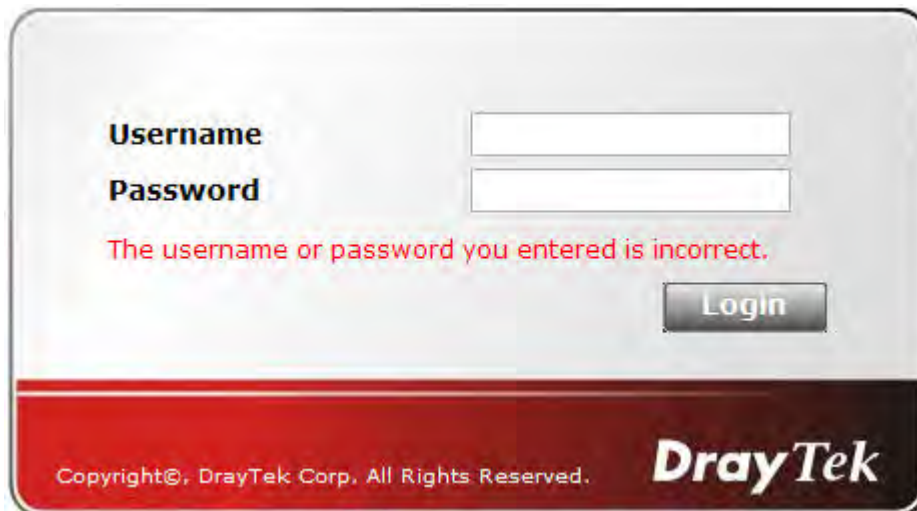 Username
Password
The username or password you entered is incorrect.
Login
Copyright©, DrayTek Corp. All Rights Reserved.
DrayTek